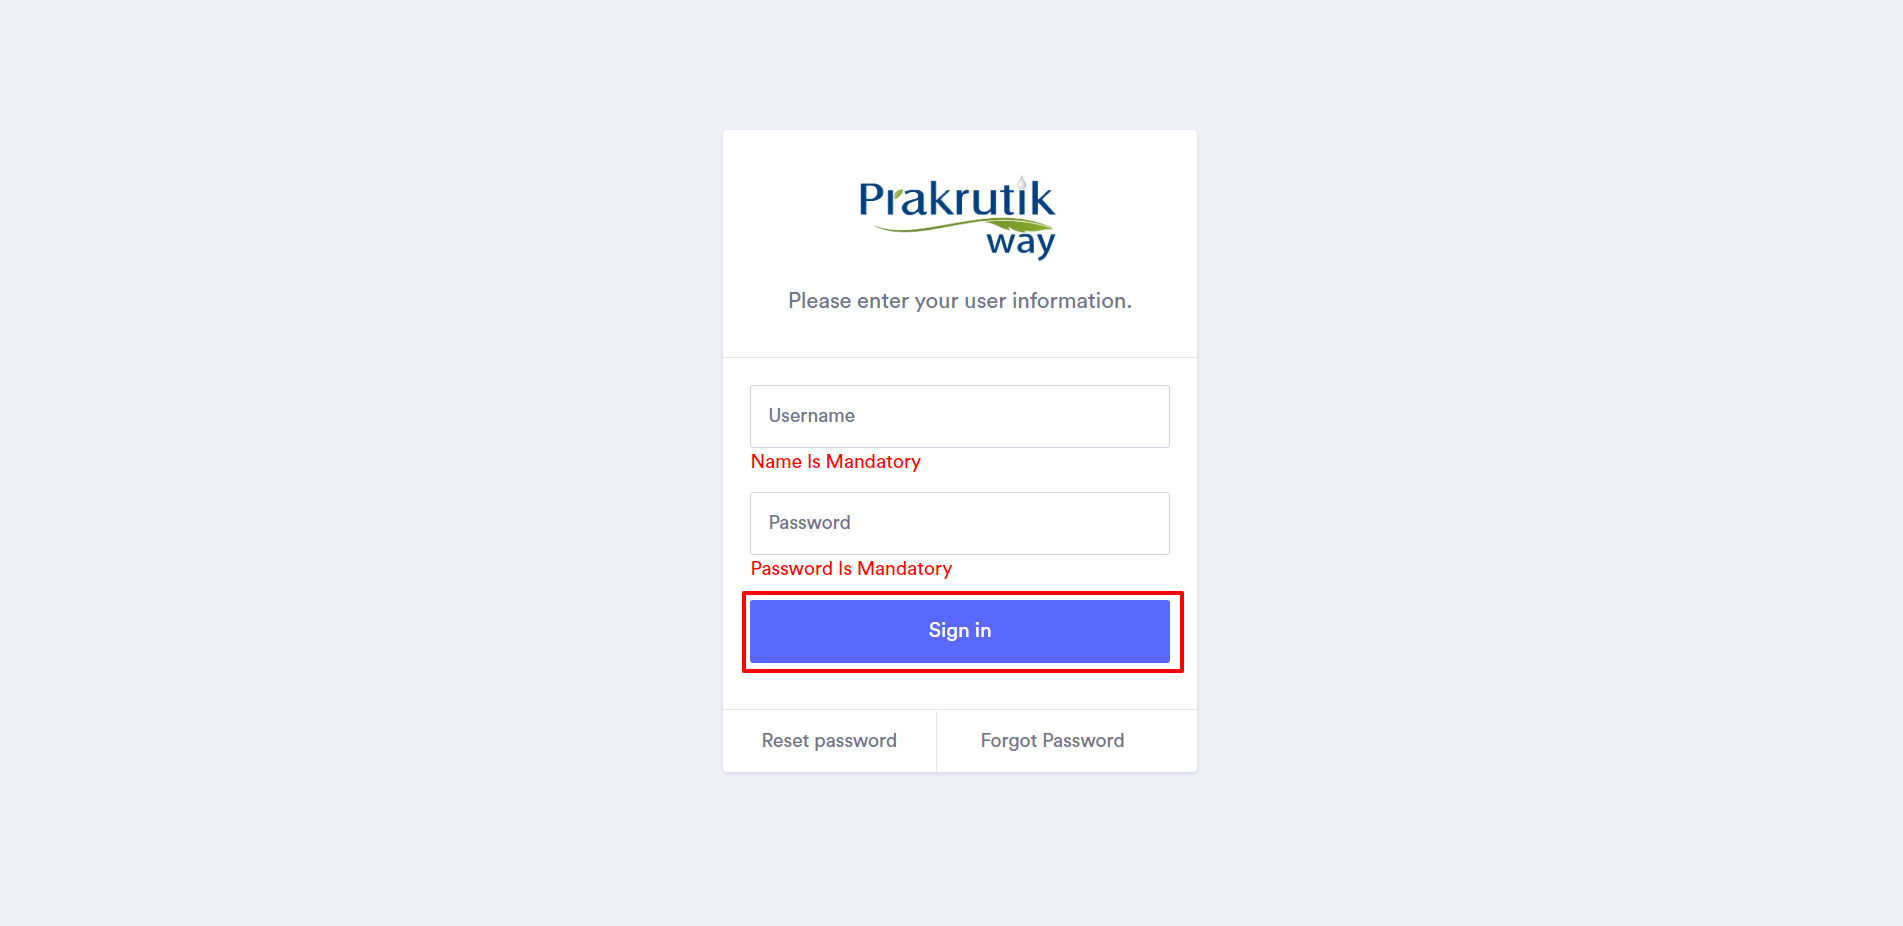 Prakrutik
way
Please enter your user information.
Username
Name Is Mandatory
Password
Password Is Mandatory
Sign in
Reset password
Forgot Password